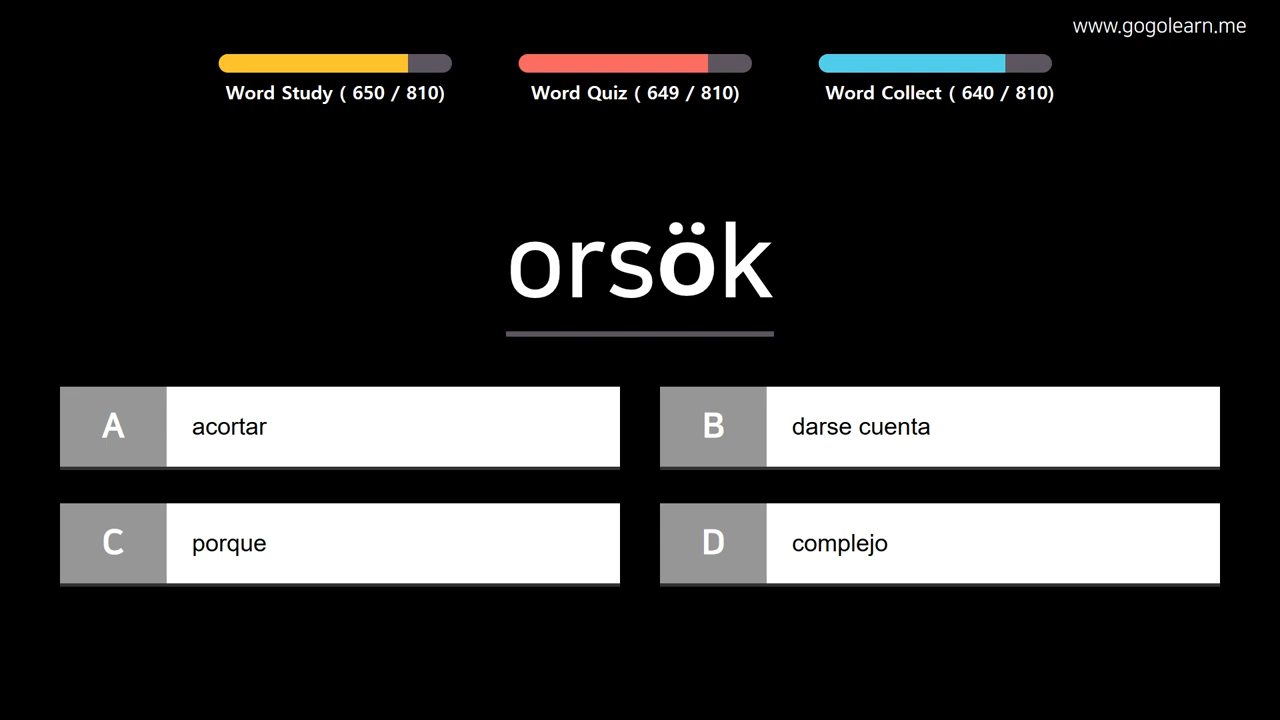 www.gogolearn.me
Word Study ( 650 / 810)
Word Quiz ( 649 / 810)
Word Collect ( 640 / 810)
orsök
A acortar
B darse cuenta
C porque
D complejo